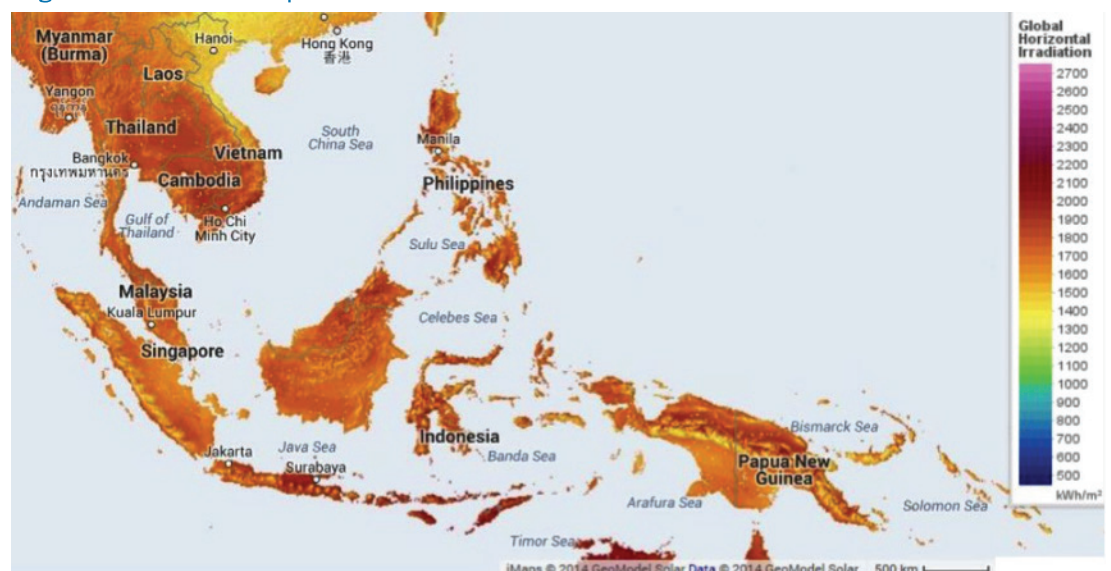 Myanmar
(Burma)
Hanoi
Hong Kong
香港
Laos
Yangon
Thailand
South
China Sea
Manila
Vietnam
Bangkok
กรุงเทพมหานคร
Cambodia
Philippines
Andaman Sea
Gulf of
Thailand
Ho Chi
Minh City
Sulu Sea
Malaysia
Kuala Lumpur
Celebes Sea
Singapore
Indonesia
Bismarck Sea
Jakarta
Java Sea
Banda Sea
Surabaya
Papua New
Guinea
Arafura Sea
Solomon Sea
Timor Sea
iMaps © 2014 GeoModel Solar Data © 2014 GeoModel Solar
500 km
Global
Horizontal
Irradiation
2700
2600
2500
2400
2300
2200
2100
2000
1900
1800
1700
1600
1500
1400
1300
1200
1100
1000
900
800
700
600
500
kWh/m²